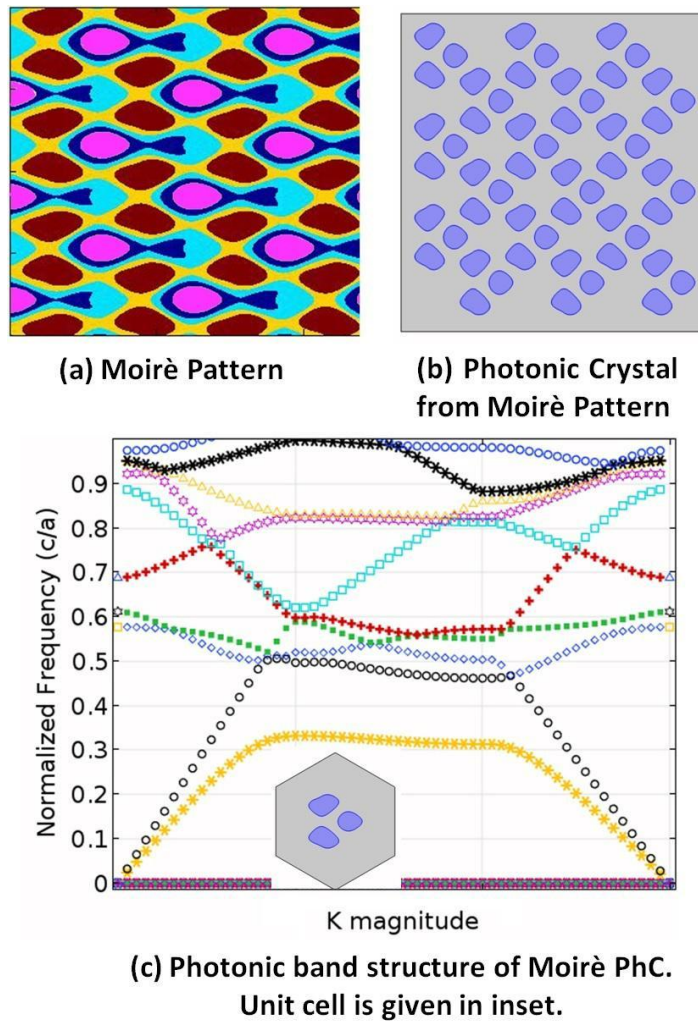 (a) Moirè Pattern
(b) Photonic Crystal
from Moirè Pattern
Normalized Frequency (c/a)
0.9
0.8
0.7
0.6
0.5
0.4
0.3
0.2
0.1
0
K magnitude
(c) Photonic band structure of Moirè PhC.
Unit cell is given in inset.